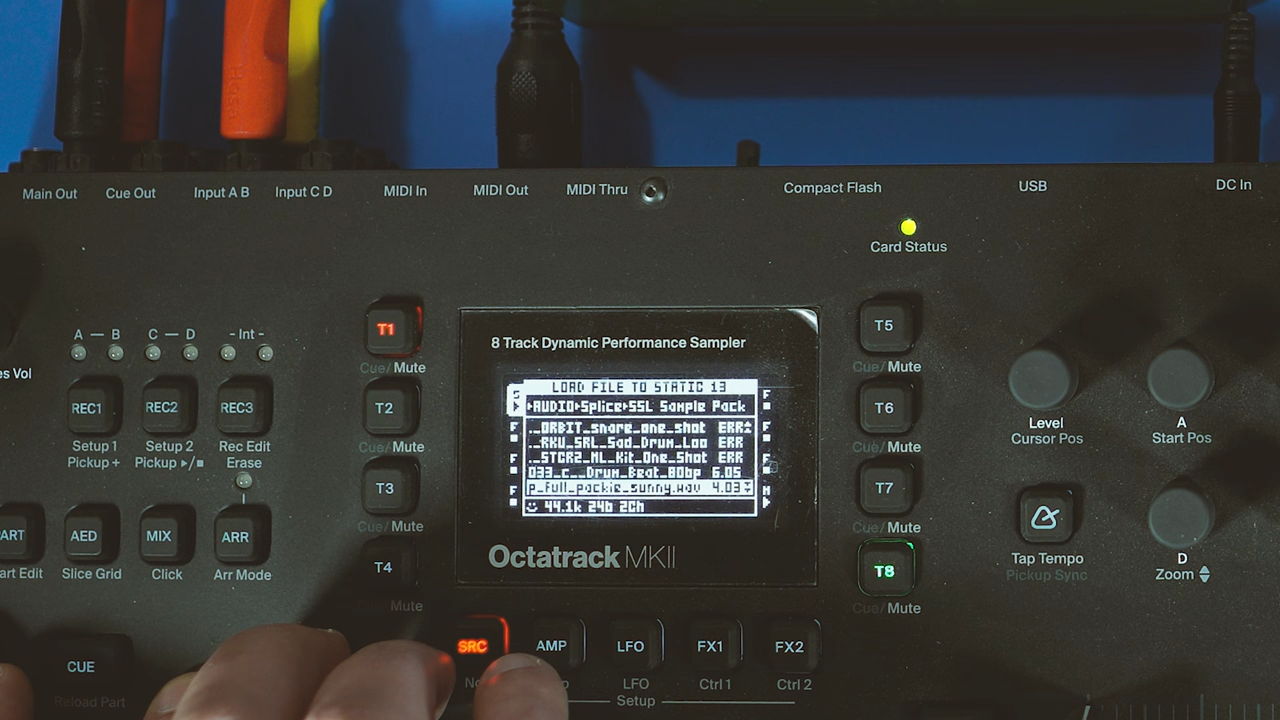 Main Out
Cue Out
Input A B
Input C D
MIDI In
MIDI Out
MIDI Thru
Compact Flash
USB
DC In
Card Status
8 Track Dynamic Performance Sampler
LOAD FILE TO STATIC 13
▸AUDIO▸Splice▸SSL Sample Pack
._ORBIT_snare_one_shot ERR
._RKU_SRL_Sad_Drum_Loo ERR
._STCR2_ML_Kit_One_Shot ERR
033_c__Drum_Beat_80bp 6.05
p_full_packie_sunny.wav 4.03
44.1k 24b 2Ch
Octatrack MKII
es Vol
A — B
C — D
- Int -
REC1
REC2
REC3
Setup 1
Pickup +
Setup 2
Pickup ▸/■
Rec Edit
Erase
ART
AED
MIX
ARR
art Edit
Slice Grid
Click
Arr Mode
CUE
Reload Part
T1
Cue/Mute
T2
Cue/Mute
T3
Cue/Mute
T4
Mute
T5
Cue/Mute
T6
Cue/Mute
T7
Cue/Mute
T8
Cue/Mute
Level
Cursor Pos
A
Start Pos
Tap Tempo
Pickup Sync
D
Zoom
SRC
AMP
LFO
FX1
FX2
LFO
Ctrl 1
Ctrl 2
Setup